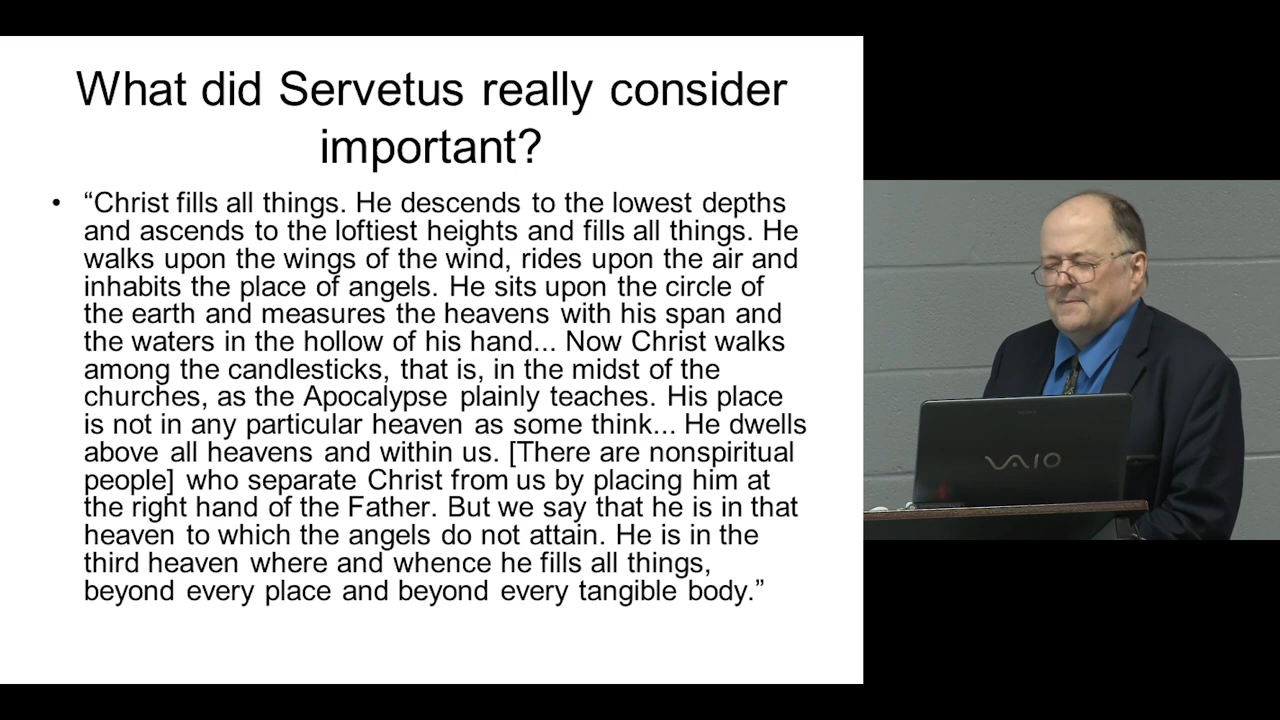 What did Servetus really consider
important?
• “Christ fills all things. He descends to the lowest depths
and ascends to the loftiest heights and fills all things. He
walks upon the wings of the wind, rides upon the air and
inhabits the place of angels. He sits upon the circle of
the earth and measures the heavens with his span and
the waters in the hollow of his hand... Now Christ walks
among the candlesticks, that is, in the midst of the
churches, as the Apocalypse plainly teaches. His place
is not in any particular heaven as some think... He dwells
above all heavens and within us. [There are nonspiritual
people] who separate Christ from us by placing him at
the right hand of the Father. But we say that he is in that
heaven to which the angels do not attain. He is in the
third heaven where and whence he fills all things,
beyond every place and beyond every tangible body.”
VAIO